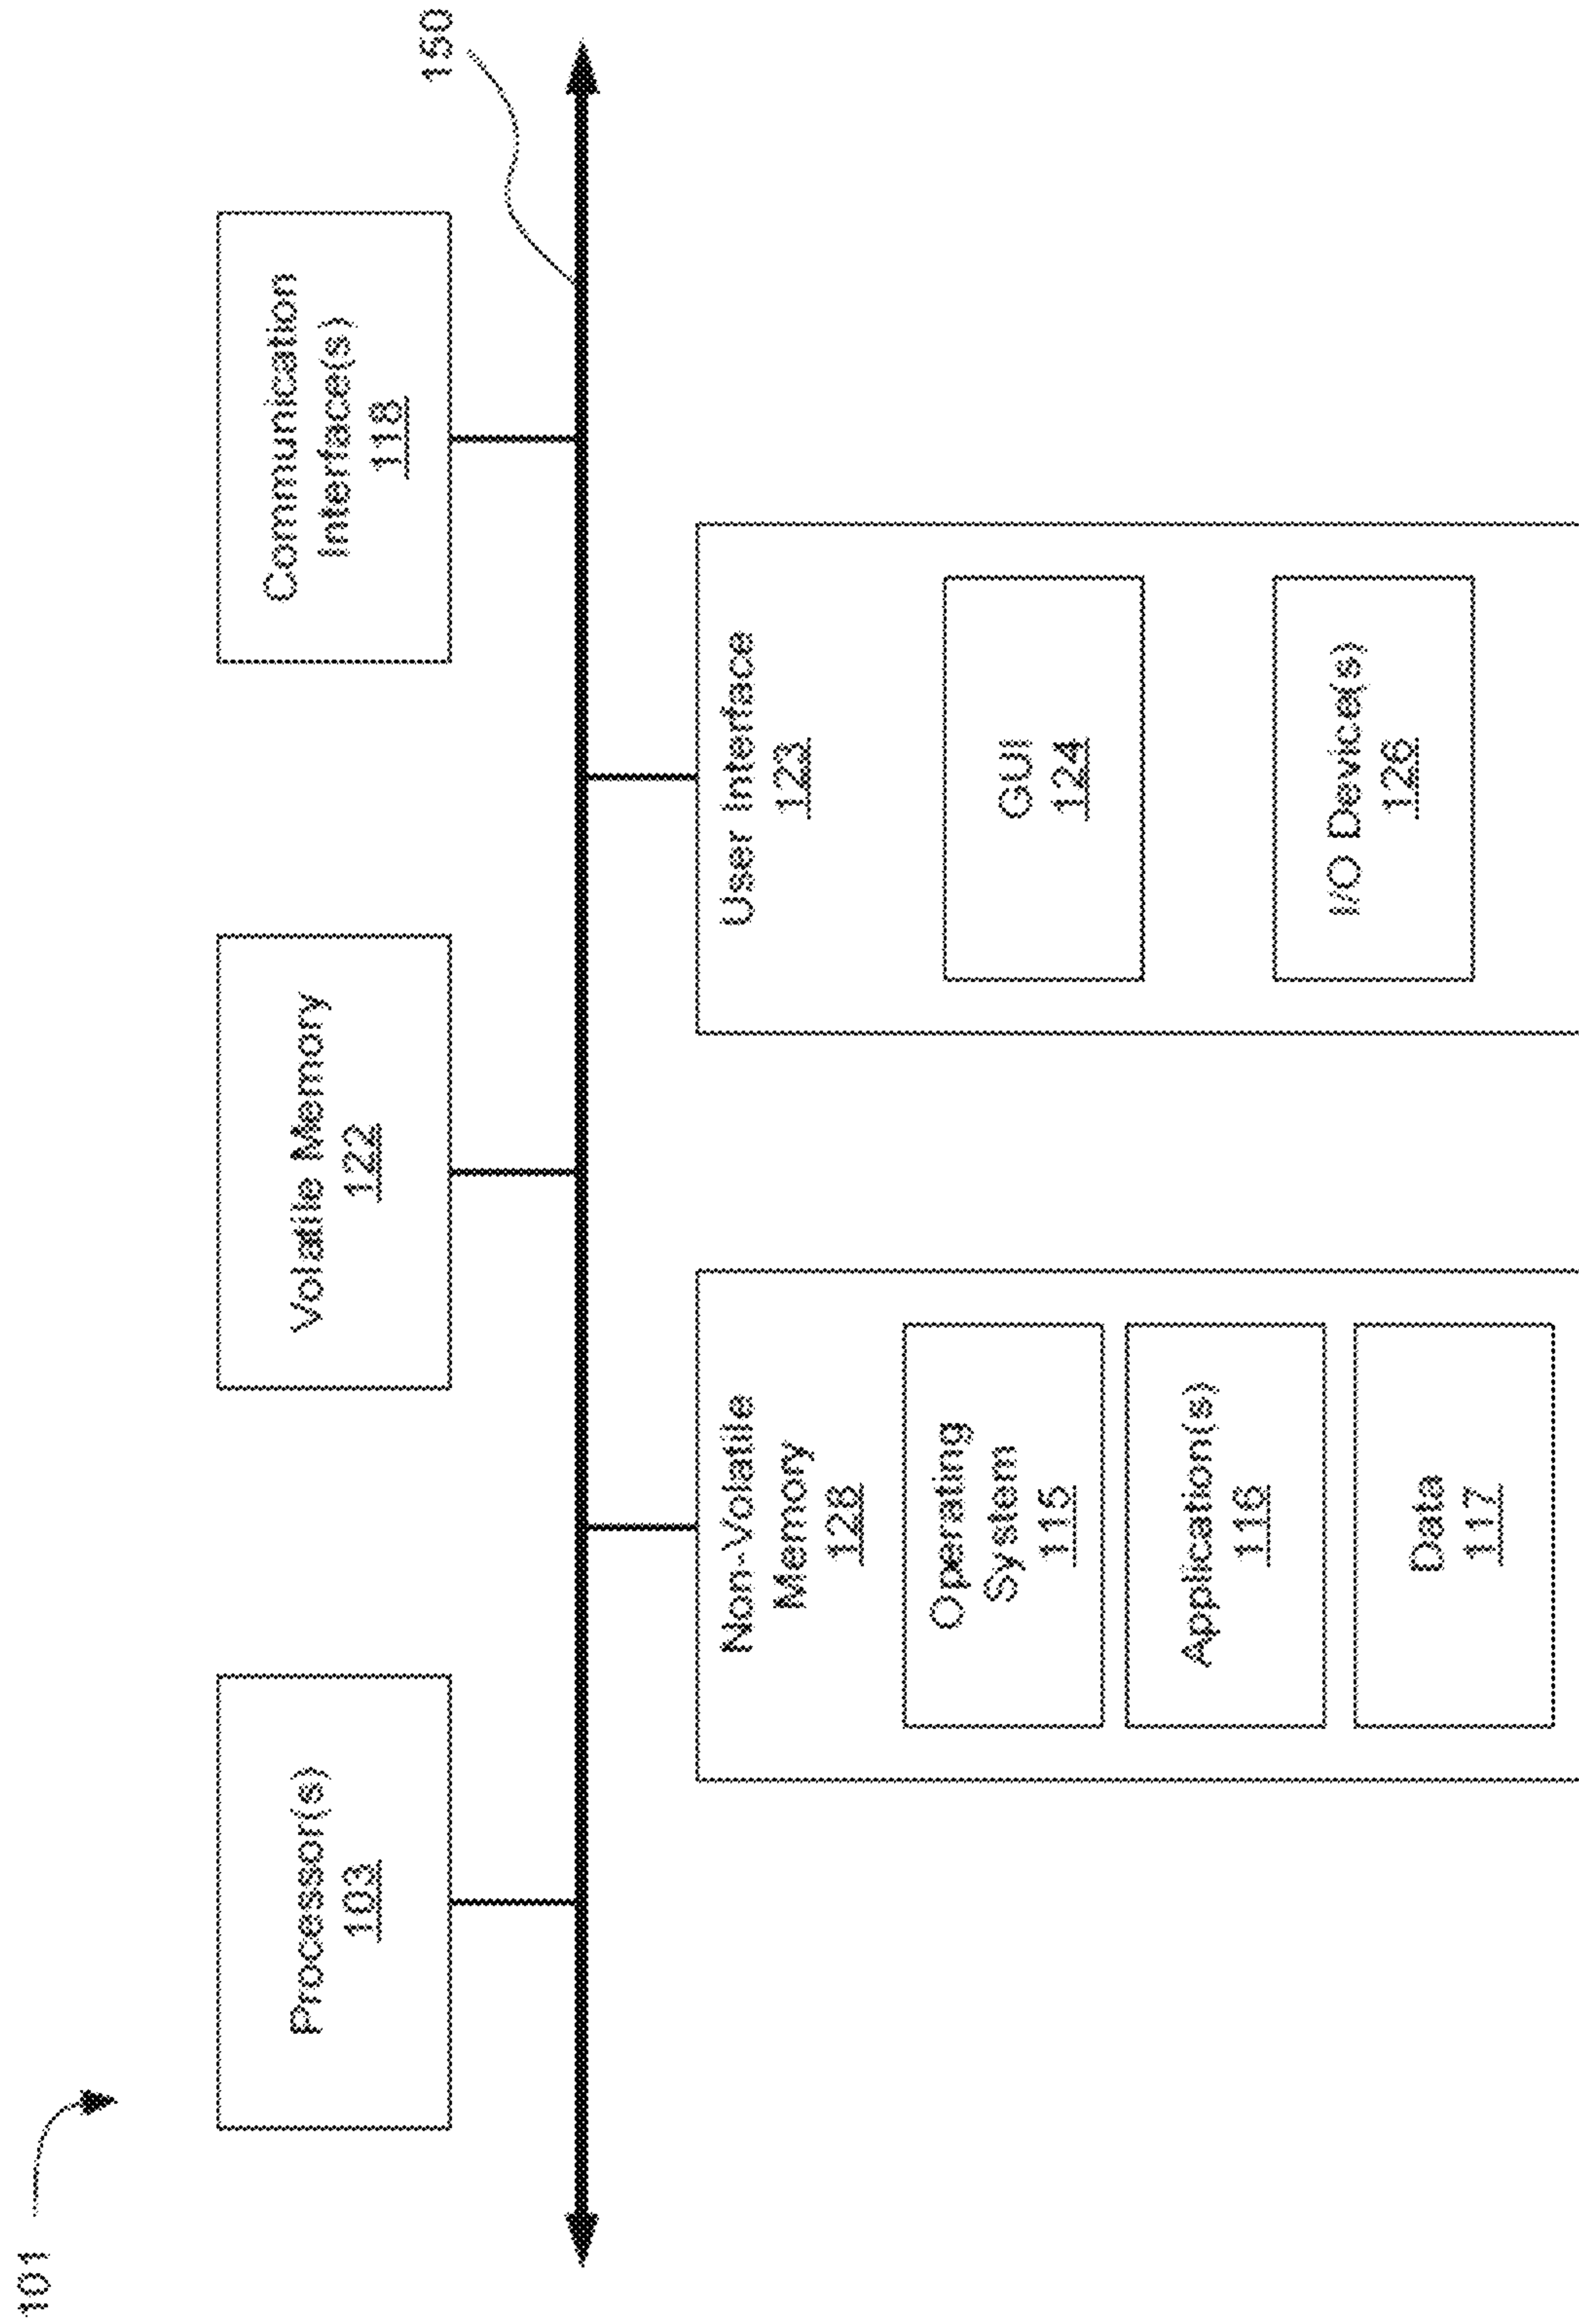 101
Processor(s)
103
Volatile Memory
122
Communication
Interface(s)
118
150
Non-Volatile
Memory
128
Operating
System
115
Application(s)
116
Data
117
User Interface
123
GUI
124
I/O Device(s)
126